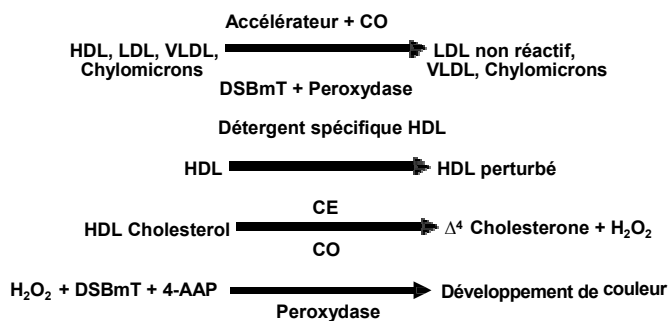 Accélérateur + CO
HDL, LDL, VLDL, LDL non réactif,
Chylomicrons VLDL, Chylomicrons
DSBmT + Peroxydase
Détergent spécifique HDL
HDL HDL perturbé
CE
HDL Cholesterol Δ⁴ Cholesterone + H₂O₂
CO
H₂O₂ + DSBmT + 4-AAP Développement de couleur
Peroxydase